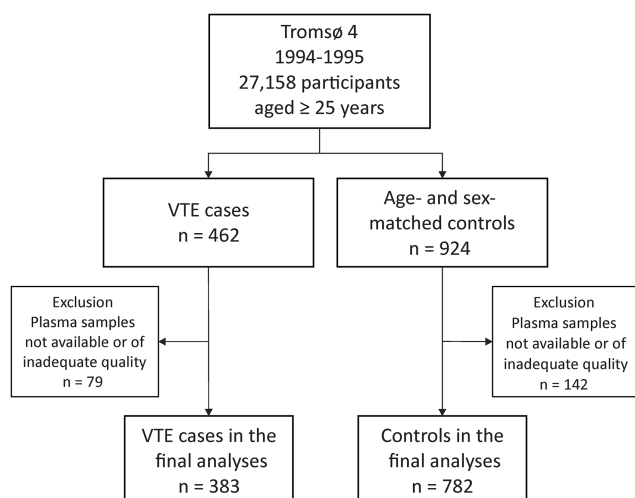 Tromsø 4
1994-1995
27,158 participants
aged ≥ 25 years
VTE cases
n = 462
Age- and sex-
matched controls
n = 924
Exclusion
Plasma samples
not available or of
inadequate quality
n = 79
Exclusion
Plasma samples
not available or of
inadequate quality
n = 142
VTE cases in the
final analyses
n = 383
Controls in the
final analyses
n = 782